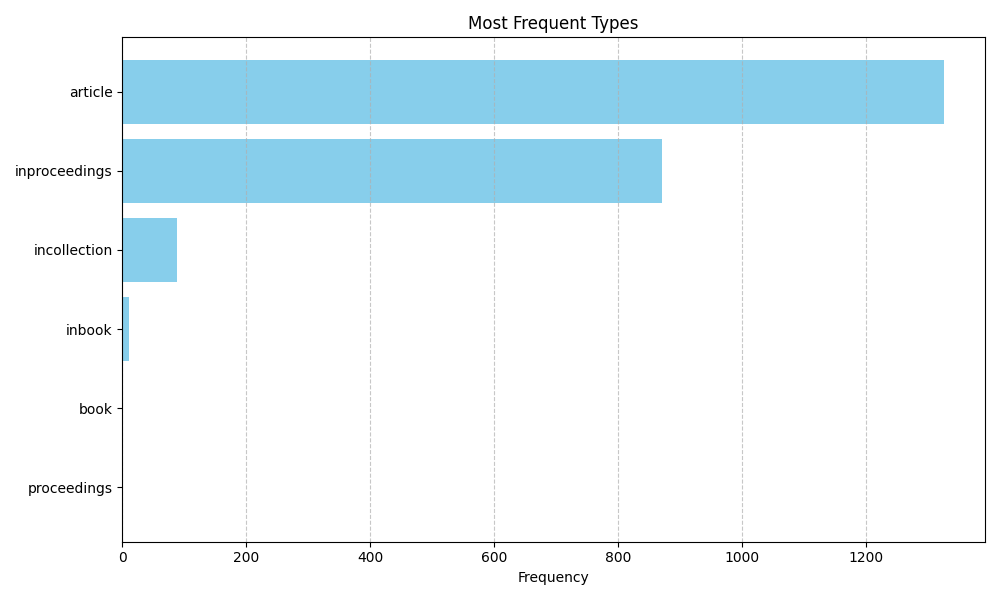 Most Frequent Types
article
inproceedings
incollection
inbook
book
proceedings
0 200 400 600 800 1000 1200
Frequency